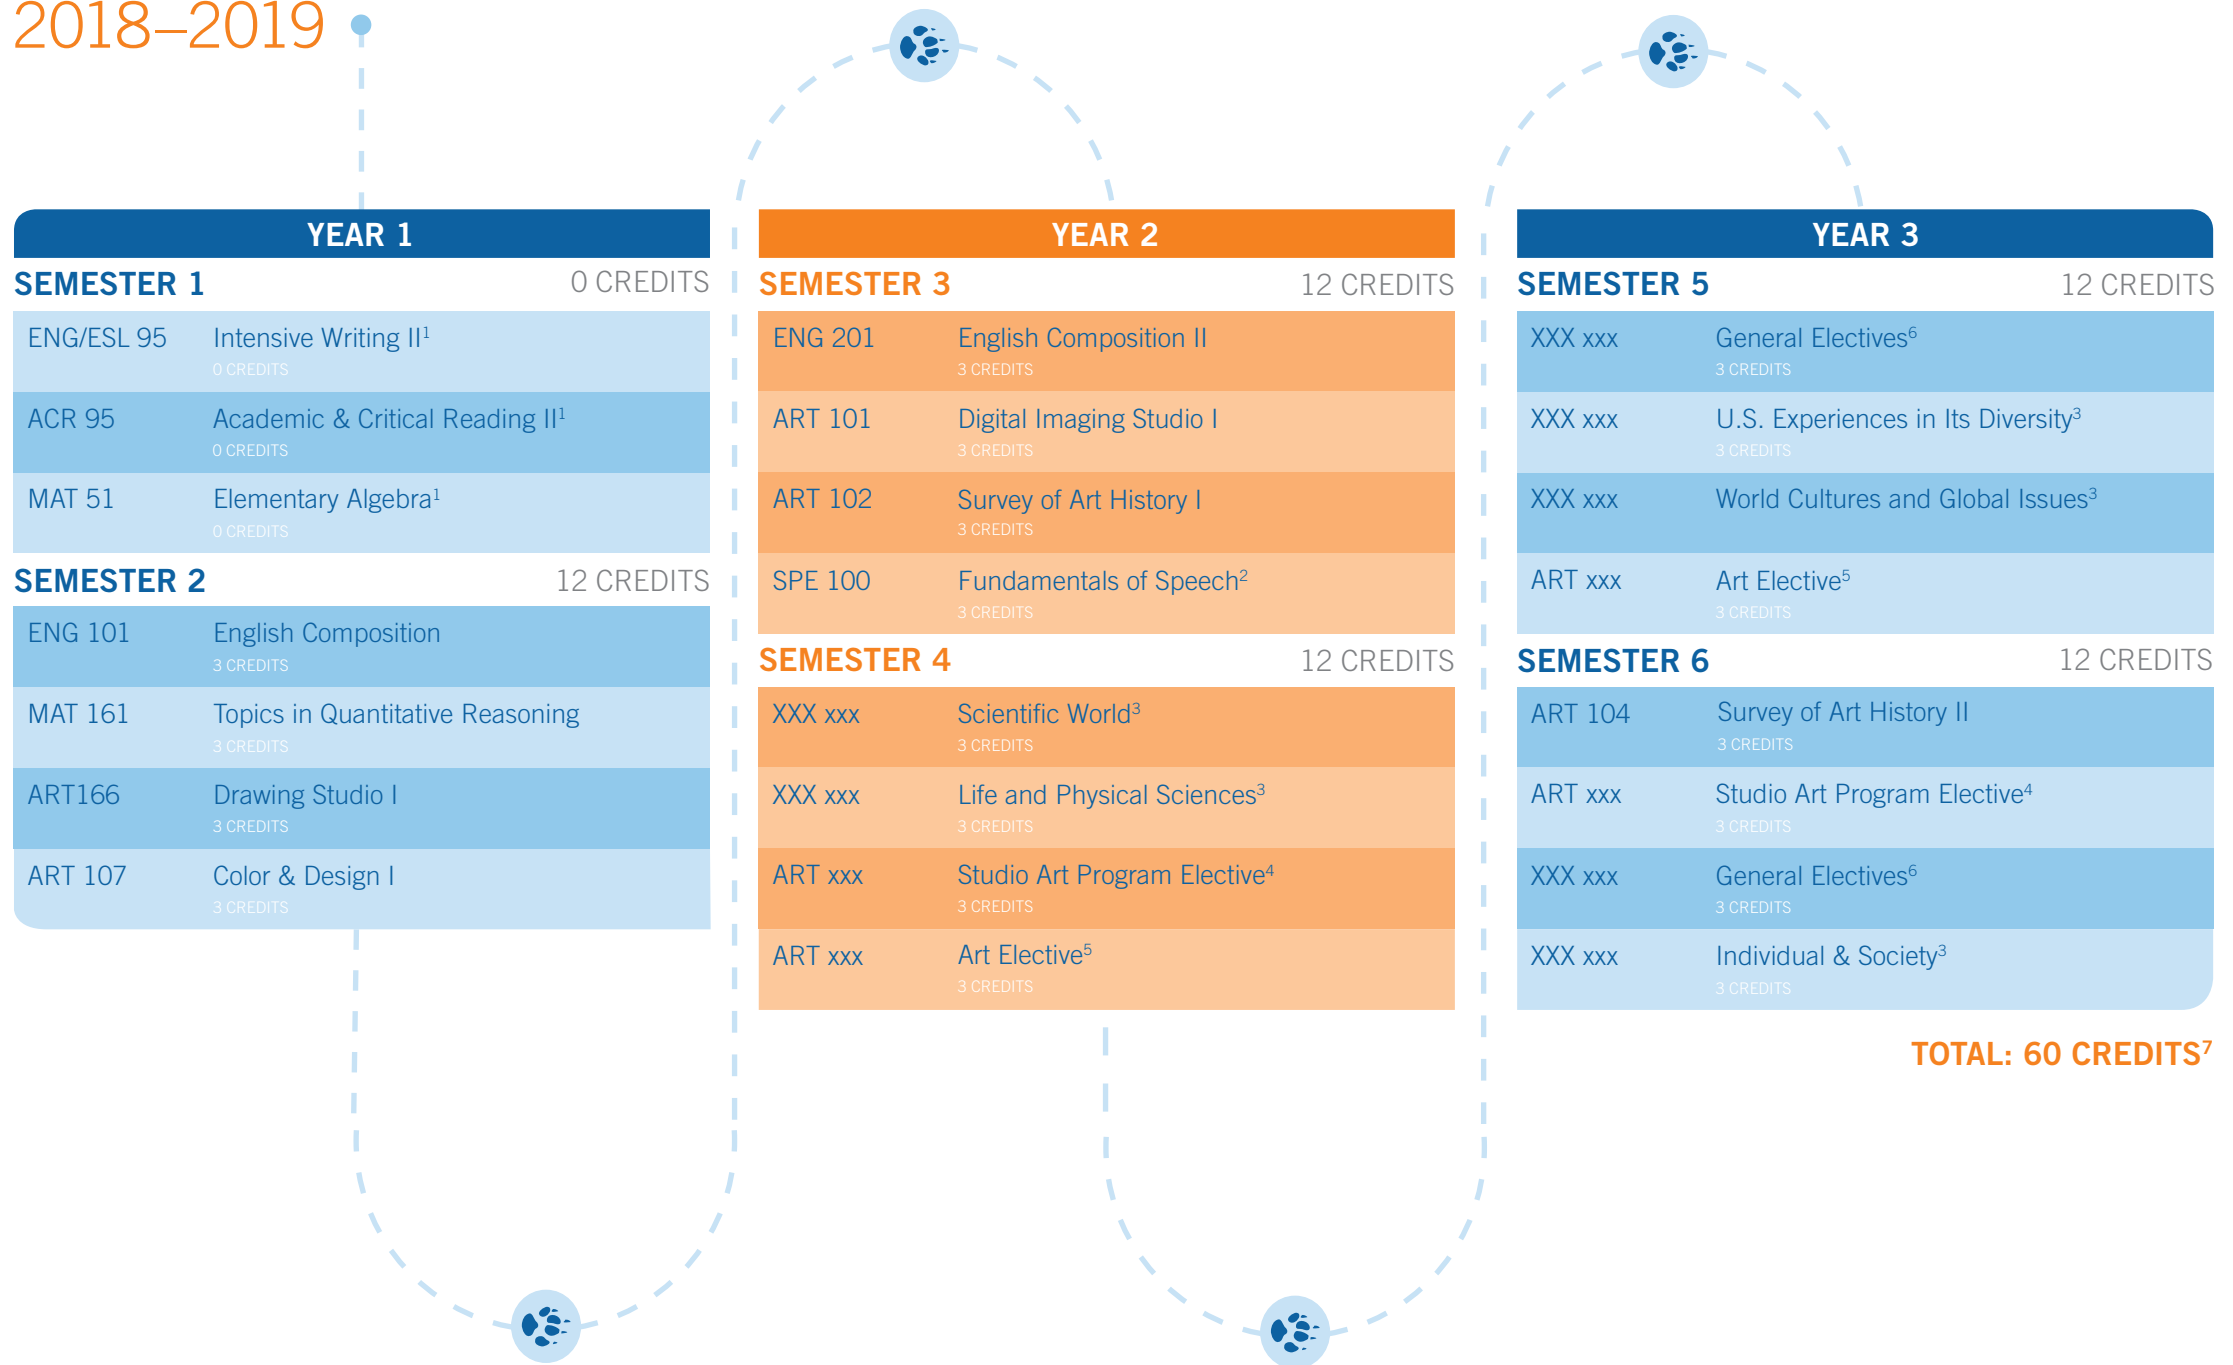 2018–2019
YEAR 1
SEMESTER 1 0 CREDITS
ENG/ESL 95 Intensive Writing II¹
0 CREDITS
ACR 95 Academic & Critical Reading II¹
0 CREDITS
MAT 51 Elementary Algebra¹
0 CREDITS
SEMESTER 2 12 CREDITS
ENG 101 English Composition
3 CREDITS
MAT 161 Topics in Quantitative Reasoning
3 CREDITS
ART166 Drawing Studio I
3 CREDITS
ART 107 Color & Design I
3 CREDITS
YEAR 2
SEMESTER 3 12 CREDITS
ENG 201 English Composition II
3 CREDITS
ART 101 Digital Imaging Studio I
3 CREDITS
ART 102 Survey of Art History I
3 CREDITS
SPE 100 Fundamentals of Speech²
3 CREDITS
SEMESTER 4 12 CREDITS
XXX xxx Scientific World³
3 CREDITS
XXX xxx Life and Physical Sciences³
3 CREDITS
ART xxx Studio Art Program Elective⁴
3 CREDITS
ART xxx Art Elective⁵
3 CREDITS
YEAR 3
SEMESTER 5 12 CREDITS
XXX xxx General Electives⁶
3 CREDITS
XXX xxx U.S. Experiences in Its Diversity³
3 CREDITS
XXX xxx World Cultures and Global Issues³
ART xxx Art Elective⁵
3 CREDITS
SEMESTER 6 12 CREDITS
ART 104 Survey of Art History II
3 CREDITS
ART xxx Studio Art Program Elective⁴
3 CREDITS
XXX xxx General Electives⁶
3 CREDITS
XXX xxx Individual & Society³
3 CREDITS
TOTAL: 60 CREDITS⁷